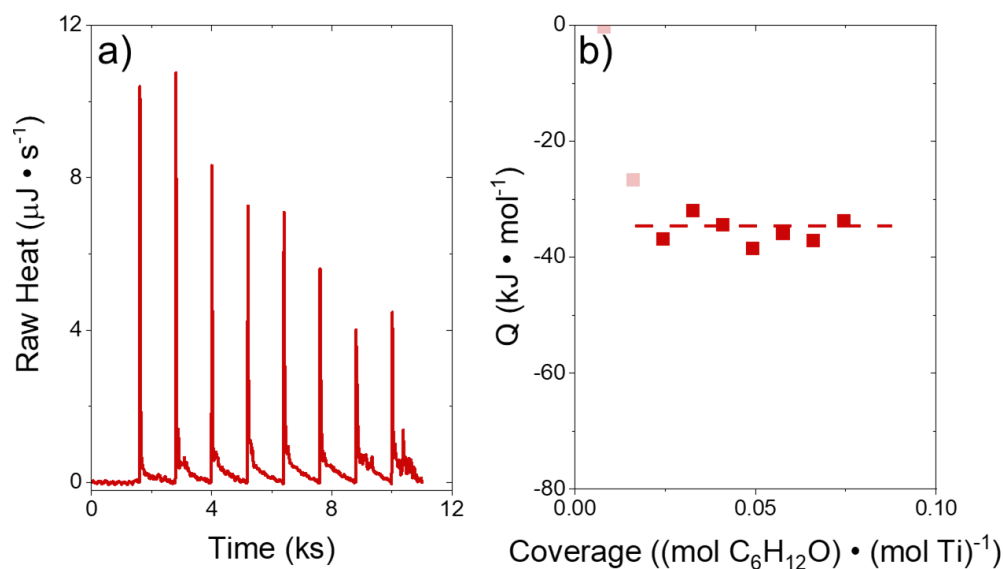 a)
12
8
4
0
0
4
8
12
Raw Heat (μJ • s⁻¹)
Time (ks)
b)
-0
-20
-40
-60
-80
0.00
0.05
0.10
Q (kJ • mol⁻¹)
Coverage ((mol C₆H₁₂O) • (mol Ti)⁻¹)